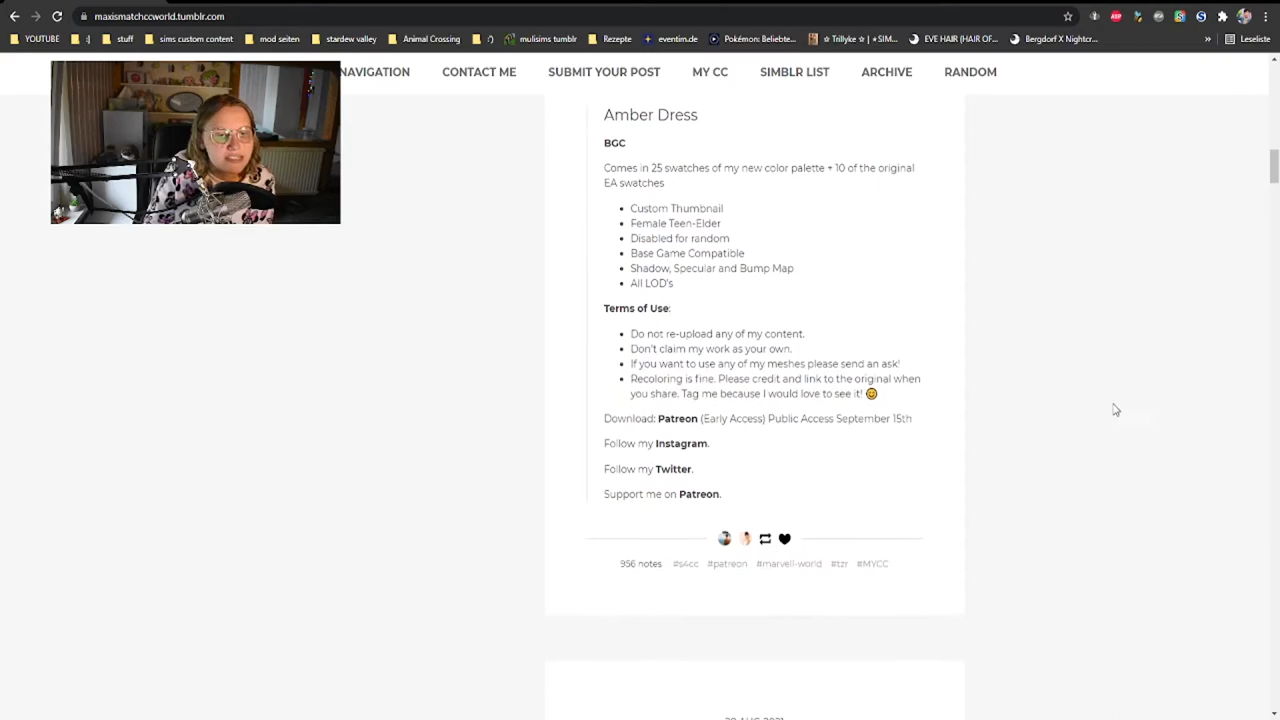 maxismatchccworld.tumblr.com
YOUTUBE :) stuff sims custom content mod seiten stardew valley Animal Crossing mulisims tumblr Rezepte eventim.de Pokémon: Beliebte... ☆ Trillyke ☆ | ★SIM... EVE HAIR (HAIR OF... Bergdorf X Nightcr... » Leseliste
NAVIGATION CONTACT ME SUBMIT YOUR POST MY CC SIMBLR LIST ARCHIVE RANDOM
Amber Dress
BGC
Comes in 25 swatches of my new color palette + 10 of the original
EA swatches
• Custom Thumbnail
• Female Teen-Elder
• Disabled for random
• Base Game Compatible
• Shadow, Specular and Bump Map
• All LOD's
Terms of Use:
• Do not re-upload any of my content.
• Don't claim my work as your own.
• If you want to use any of my meshes please send an ask!
• Recoloring is fine. Please credit and link to the original when
you share. Tag me because I would love to see it! 🙂
Download: Patreon (Early Access) Public Access September 15th
Follow my Instagram.
Follow my Twitter.
Support me on Patreon.
956 notes #s4cc #patreon #marvell-world #tzr #MYCC